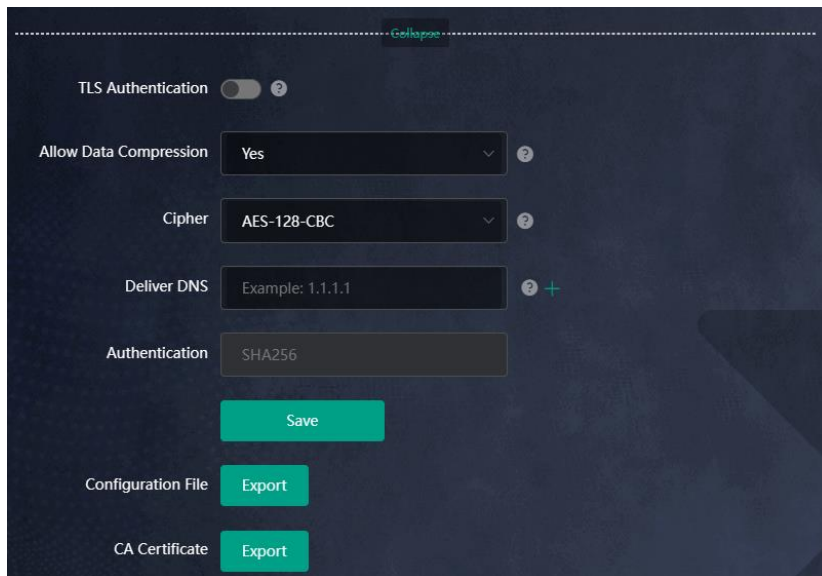 Collapse
TLS Authentication ?
Allow Data Compression Yes ?
Cipher AES-128-CBC ?
Deliver DNS Example: 1.1.1.1 ? +
Authentication SHA256
Save
Configuration File Export
CA Certificate Export